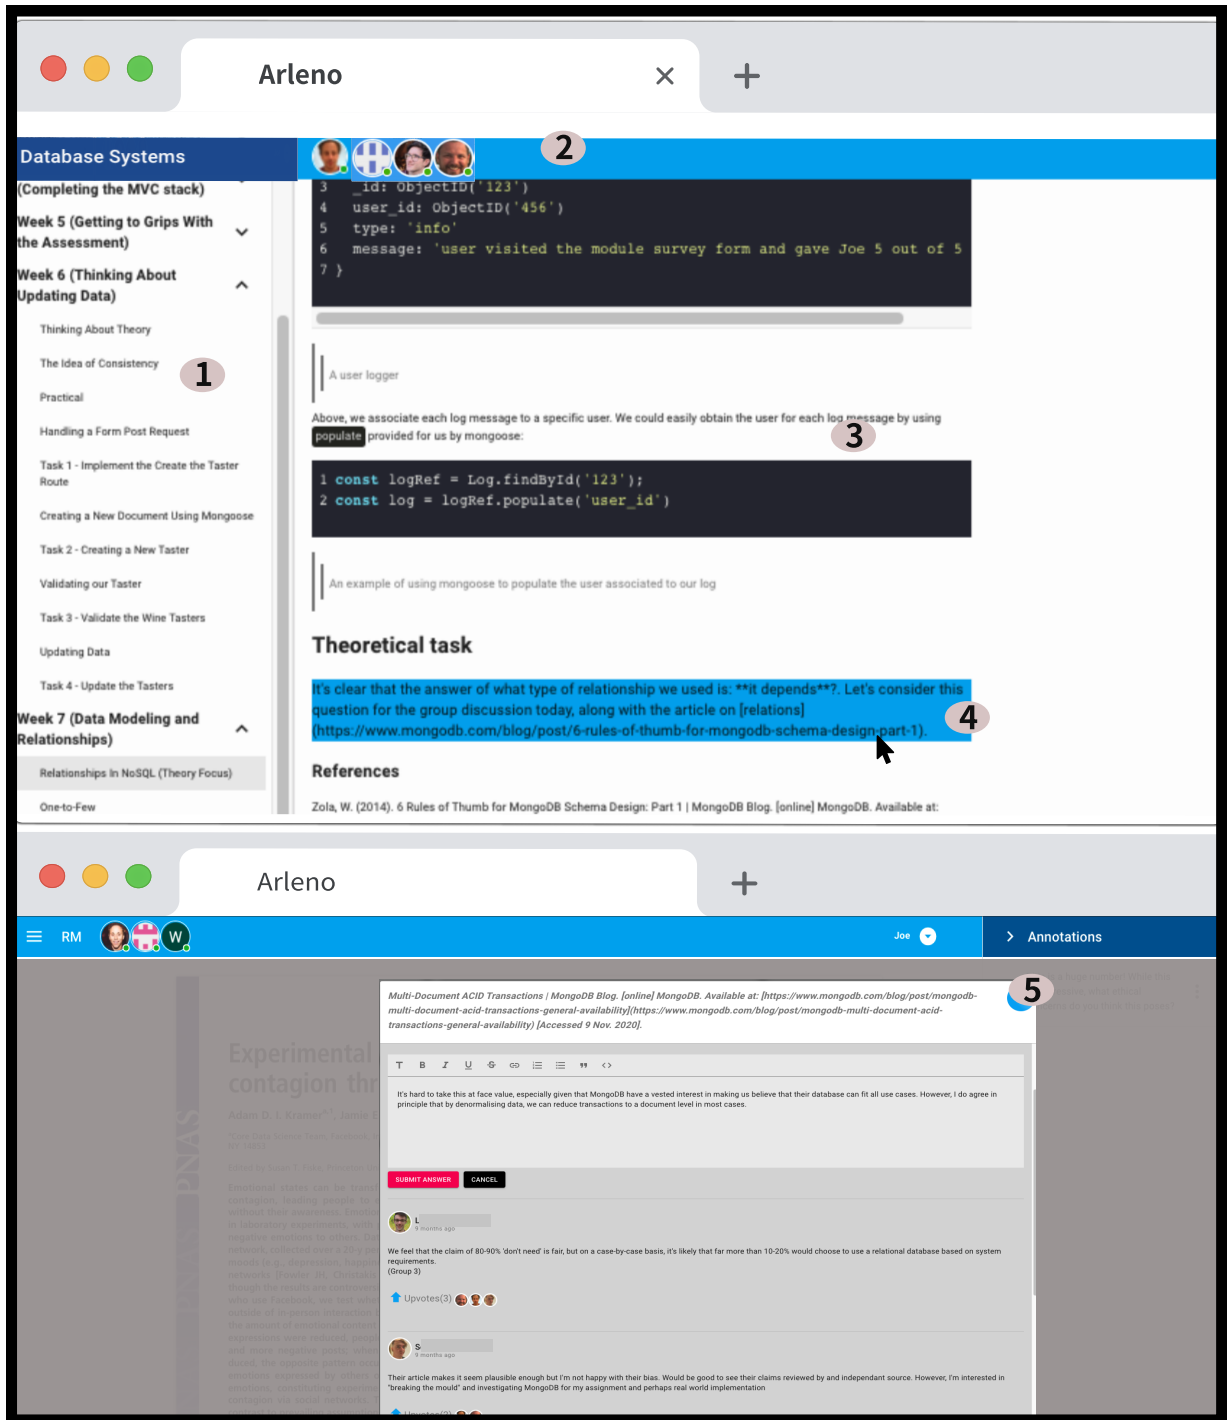 Arleno
Database Systems
2
(Completing the MVC stack)
Week 5 (Getting to Grips With
the Assessment)
Week 6 (Thinking About
Updating Data)
Thinking About Theory
The Idea of Consistency
1
Practical
Handling a Form Post Request
Task 1 - Implement the Create the Taster
Route
Creating a New Document Using Mongoose
Task 2 - Creating a New Taster
Validating our Taster
Task 3 - Validate the Wine Tasters
Updating Data
Task 4 - Update the Tasters
Week 7 (Data Modeling and
Relationships)
Relationships In NoSQL (Theory Focus)
One-to-Few
3 _id: ObjectID('123')
4 user_id: ObjectID('456')
5 type: 'info'
6 message: 'user visited the module survey form and gave Joe 5 out of 5
7 }
A user logger
Above, we associate each log message to a specific user. We could easily obtain the user for each log message by using
populate provided for us by mongoose:
3
1 const logRef = Log.findById('123');
2 const log = logRef.populate('user_id')
An example of using mongoose to populate the user associated to our log
Theoretical task
It's clear that the answer of what type of relationship we used is: **it depends**?. Let's consider this
question for the group discussion today, along with the article on [relations]
(https://www.mongodb.com/blog/post/6-rules-of-thumb-for-mongodb-schema-design-part-1).
4
References
Zola, W. (2014). 6 Rules of Thumb for MongoDB Schema Design: Part 1 | MongoDB Blog. [online] MongoDB. Available at:
Arleno
RM
W
Joe
Annotations
5
Multi-Document ACID Transactions | MongoDB Blog. [online] MongoDB. Available at: [https://www.mongodb.com/blog/post/mongodb-
multi-document-acid-transactions-general-availability](https://www.mongodb.com/blog/post/mongodb-multi-document-acid-
transactions-general-availability) [Accessed 9 Nov. 2020].
T B I U S
It's hard to take this at face value, especially given that MongoDB have a vested interest in making us believe that their database can fit all use cases. However, I do agree in
principle that by denormalising data, we can reduce transactions to a document level in most cases.
SUBMIT ANSWER CANCEL
L
9 months ago
We feel that the claim of 80-90% 'don't need' is fair, but on a case-by-case basis, it's likely that far more than 10-20% would choose to use a relational database based on system
requirements.
(Group 3)
Upvotes(3)
S
9 months ago
Their article makes it seem plausible enough but I'm not happy with their bias. Would be good to see their claims reviewed by and independant source. However, I'm interested in
"breaking the mould" and investigating MongoDB for my assignment and perhaps real world implementation
Experimental
contagion thr
PNAS